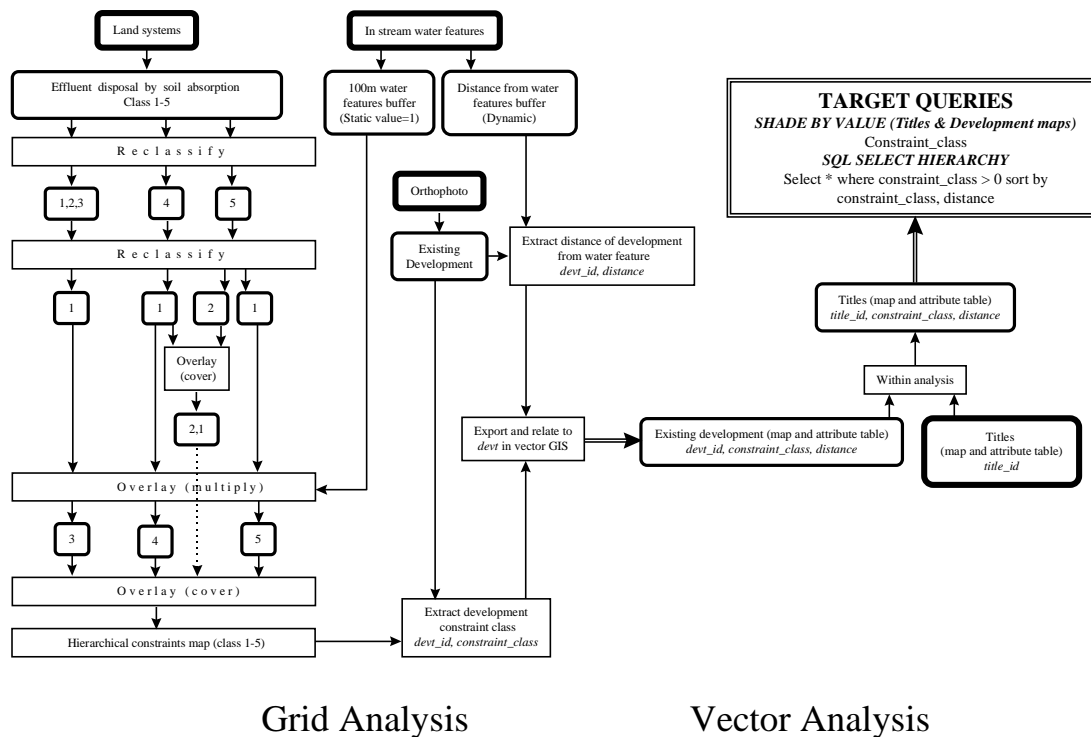 Land systems
In stream water features
Effluent disposal by soil absorption
Class 1-5
100m water
features buffer
(Static value=1)
Distance from water
features buffer
(Dynamic)
TARGET QUERIES
SHADE BY VALUE (Titles & Development maps)
Constraint_class
SQL SELECT HIERARCHY
Select * where constraint_class > 0 sort by
constraint_class, distance
Reclassify
1,2,3
4
5
Orthophoto
Reclassify
Existing
Development
Extract distance of development
from water feature
devt_id, distance
1
1
2
1
Titles (map and attribute table)
title_id, constraint_class, distance
Overlay
(cover)
Within analysis
2,1
Export and relate to
devt in vector GIS
Existing development (map and attribute table)
devt_id, constraint_class, distance
Titles
(map and attribute table)
title_id
Overlay (multiply)
3
4
5
Overlay (cover)
Extract development
constraint class
devt_id, constraint_class
Hierarchical constraints map (class 1-5)
Grid Analysis
Vector Analysis